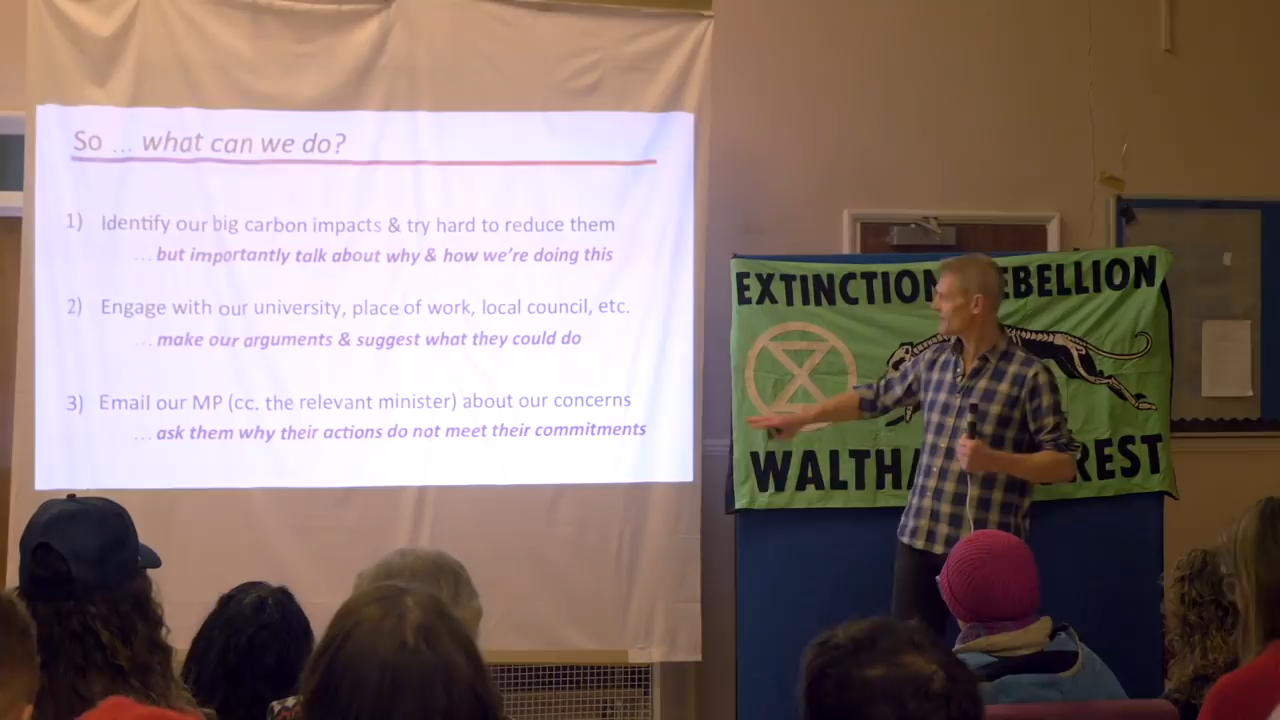 So ... what can we do?
1) Identify our big carbon impacts & try hard to reduce them
... but importantly talk about why & how we're doing this
2) Engage with our university, place of work, local council, etc.
... make our arguments & suggest what they could do
3) Email our MP (cc. the relevant minister) about our concerns
... ask them why their actions do not meet their commitments
EXTINCTION EBELLION
WALTHA REST